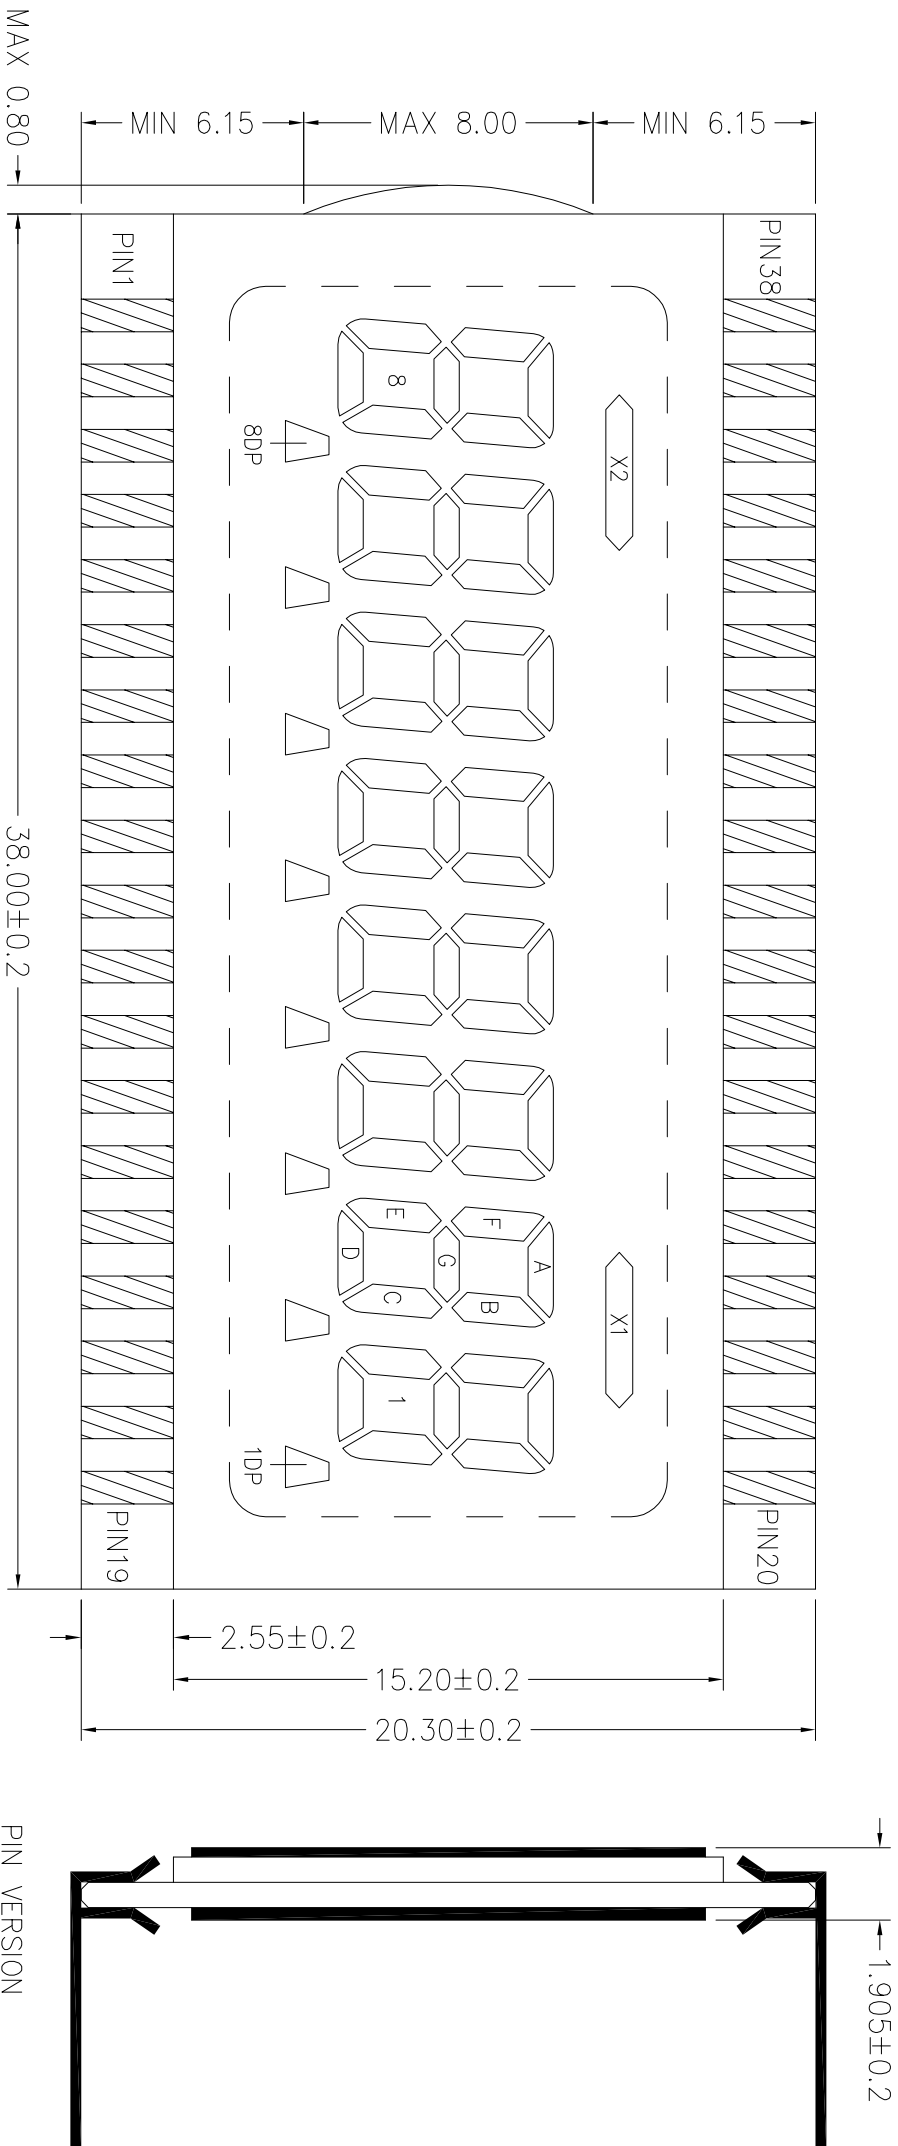 MAX 0.80
MIN 6.15
MAX 8.00
MIN 6.15
PIN1
PIN38
8
8DP
X2
38.00±0.2
A
B
C
D
E
F
G
X1
1
1DP
PIN19
PIN20
2.55±0.2
15.20±0.2
20.30±0.2
1.905±0.2
PIN VERSION